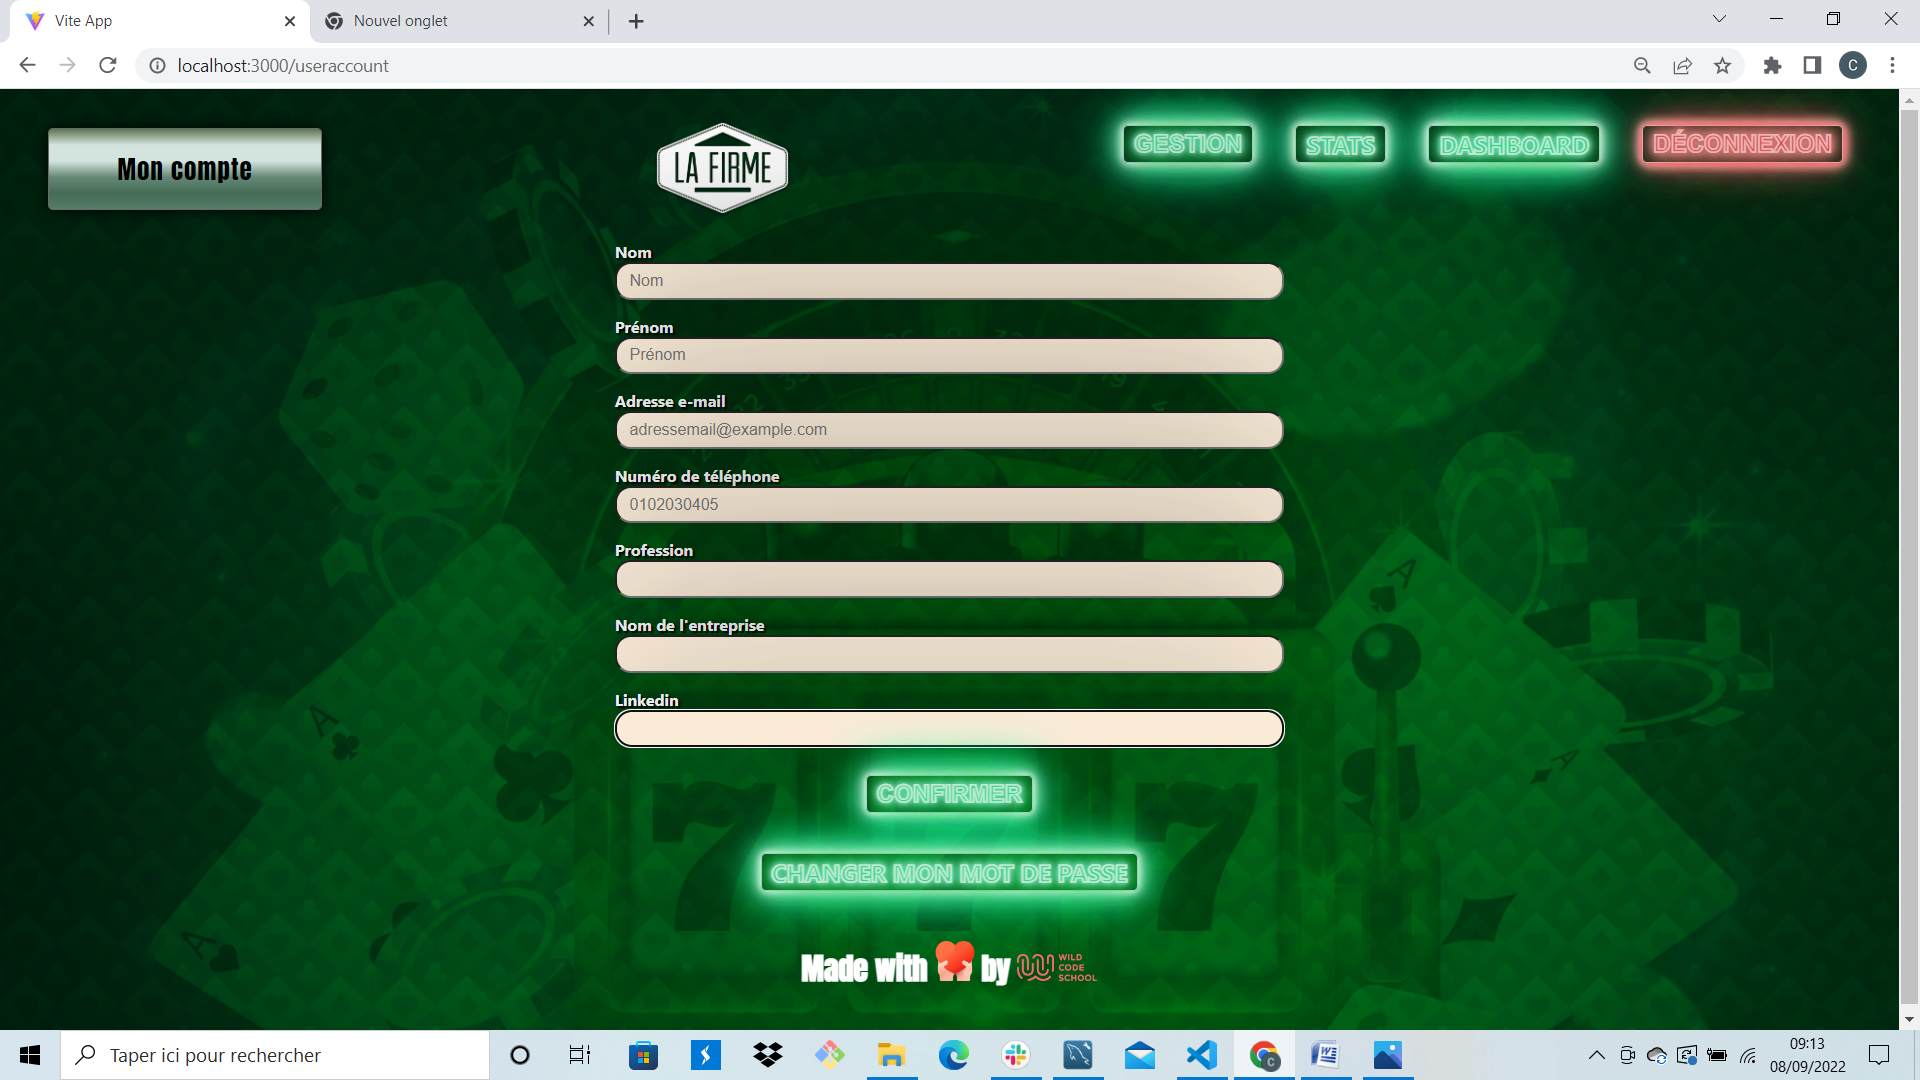 Vite App
Nouvel onglet
localhost:3000/useraccount
C
Mon compte
LA FIRME
GESTION
STATS
DASHBOARD
DÉCONNEXION
Nom
Nom
Prénom
Prénom
Adresse e-mail
adressemail@example.com
Numéro de téléphone
0102030405
Profession
Nom de l'entreprise
Linkedin
CONFIRMER
CHANGER MON MOT DE PASSE
Made with by WILD CODE SCHOOL
Taper ici pour rechercher
09:13
08/09/2022